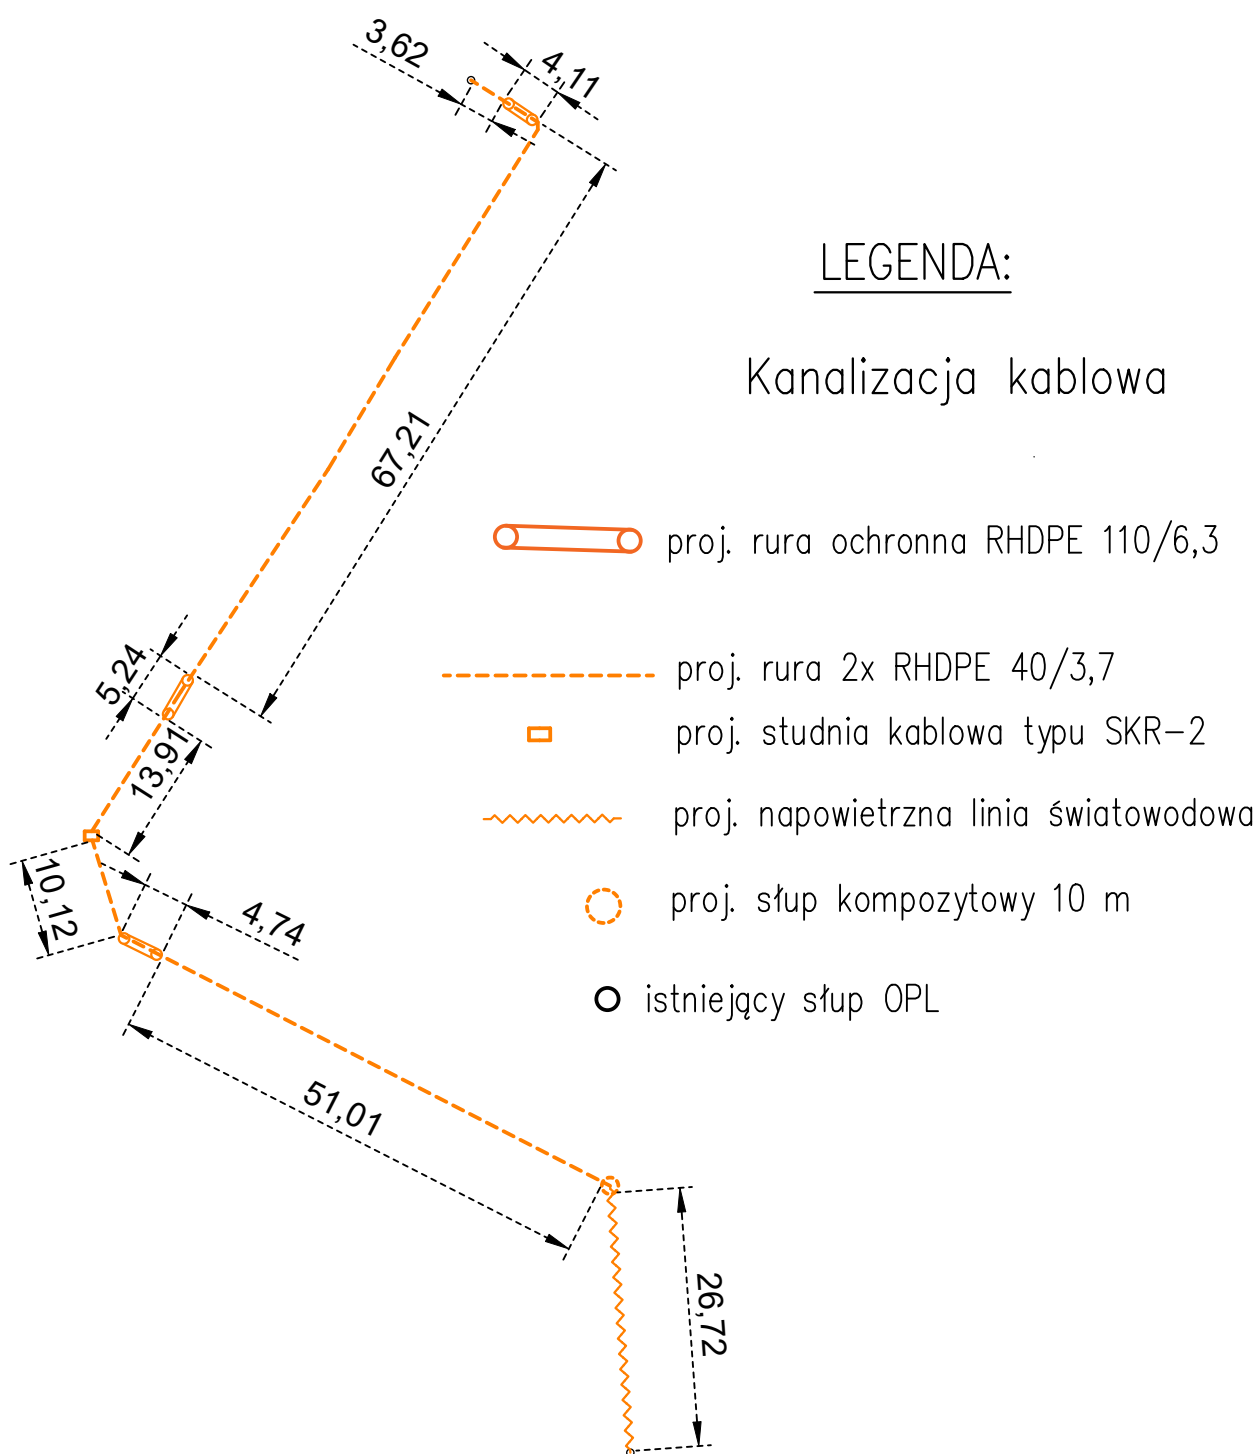 3,62
4,11
67,21
5,24
13,91
10,12
4,74
51,01
26,72
LEGENDA:
Kanalizacja kablowa
proj. rura ochronna RHDPE 110/6,3
proj. rura 2x RHDPE 40/3,7
proj. studnia kablowa typu SKR-2
proj. napowietrzna linia światowodowa
proj. słup kompozytowy 10 m
istniejący słup OPL